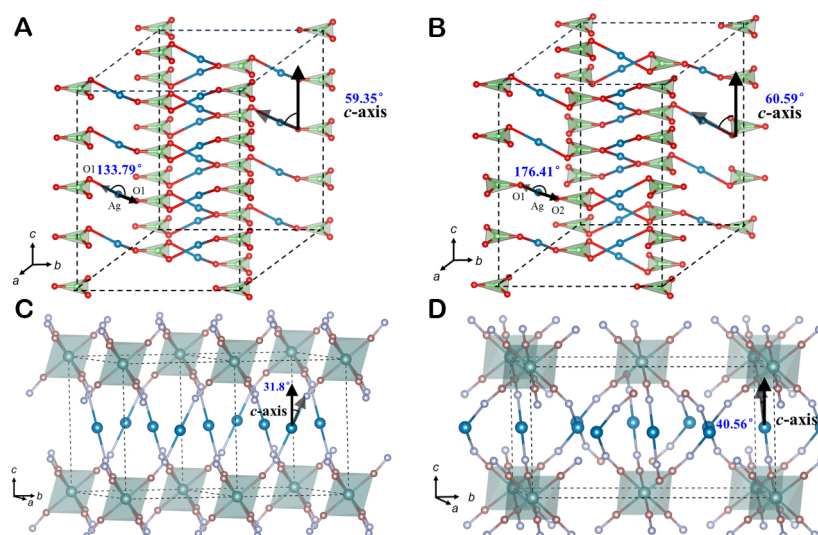 A
59.35°
c-axis
O1
133.79°
O1
Ag
c
b
a
B
60.59°
c-axis
176.41°
O1
O2
Ag
c
b
a
C
31.8°
c-axis
c
b
a
D
40.56°
c-axis
c
b
a